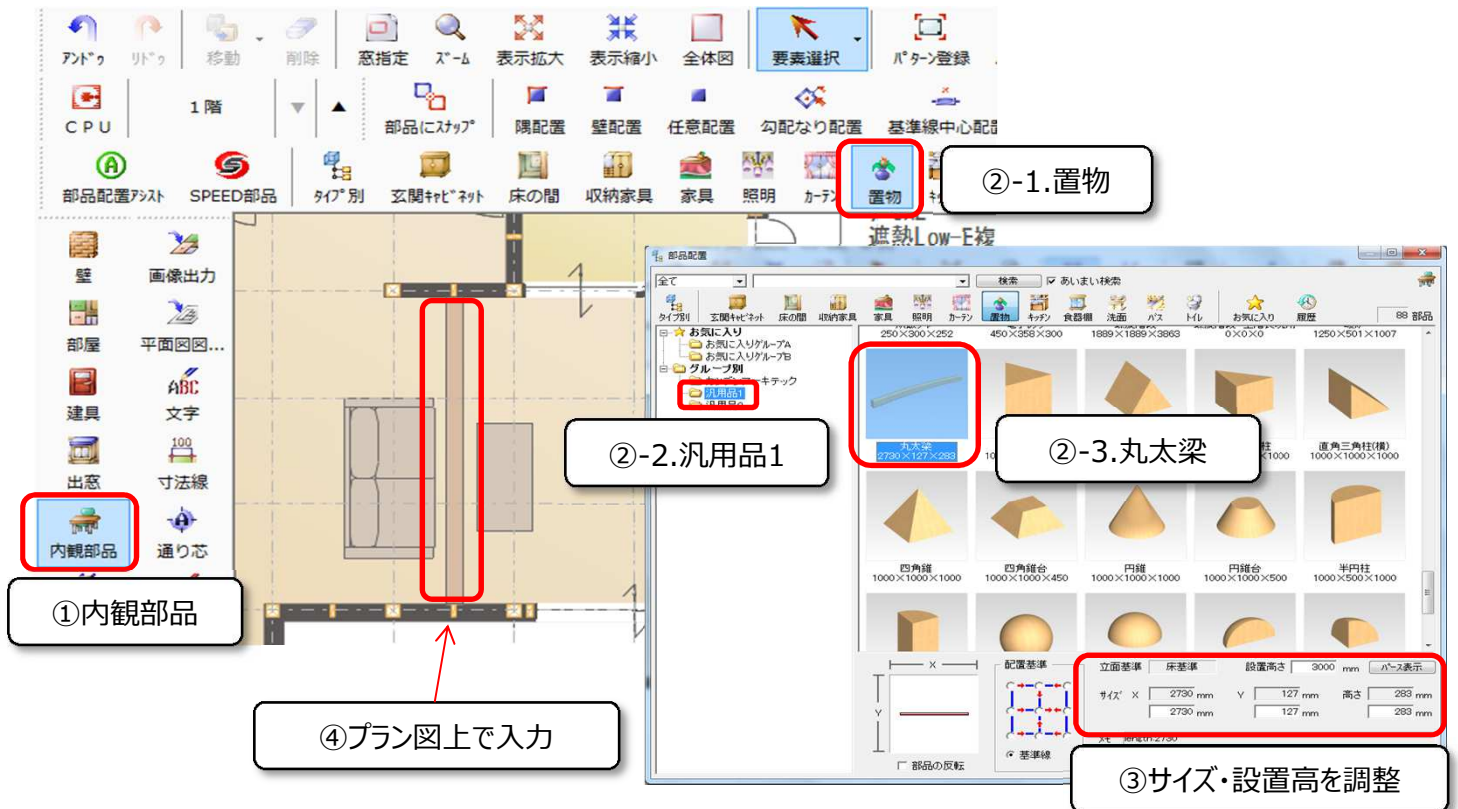 ｱﾝﾄﾞｩ ﾘﾄﾞｩ 移動 削除 窓指定 ｽﾞｰﾑ 表示拡大 表示縮小 全体図 要素選択 ﾊﾟﾀｰﾝ登録
ＣＰＵ 1 階 部品にｽﾅｯﾌﾟ 隅配置 壁配置 任意配置 勾配なり配置 基準線中心配置
部品配置ｱｼｽﾄ SPEED部品 ﾀｲﾌﾟ別 玄関ｷｬﾋﾞﾈｯﾄ 床の間 収納家具 家具 照明 ｶｰﾃﾝ 置物
②-1.置物
遮熱Low-E複
壁 画像出力
部屋 平面図図...
建具 ABC 文字
出窓 100 寸法線
内観部品 通り芯
①内観部品
④プラン図上で入力
部品配置
全て 検索 あいまい検索
ﾀｲﾌﾟ別 玄関ｷｬﾋﾞﾈｯﾄ 床の間 収納家具 家具 照明 ｶｰﾃﾝ 置物 ｷｯﾁﾝ 食器棚 洗面 ﾊﾞｽ ﾄｲﾚ お気に入り 履歴 88 部品
お気に入り
お気に入りグループA
お気に入りグループB
グループ別
汎用品1
②-2.汎用品1
250×300×252 450×358×300 1889×1889×3863 0×0×0 1250×501×1007
丸太梁 直角三角柱(横)
2730×127×283 1000×1000×1000
②-3.丸太梁
四角錐 四角錐台 円錐 円錐台 半円柱
1000×1000×1000 1000×1000×450 1000×1000×1000 1000×1000×500 1000×500×1000
X
Y
部品の反転
配置基準
基準線
立面基準 床基準 設置高さ 3000 mm パース表示
ｻｲｽﾞ X 2730 mm Y 127 mm 高さ 283 mm
2730 mm 127 mm 283 mm
③サイズ・設置高を調整